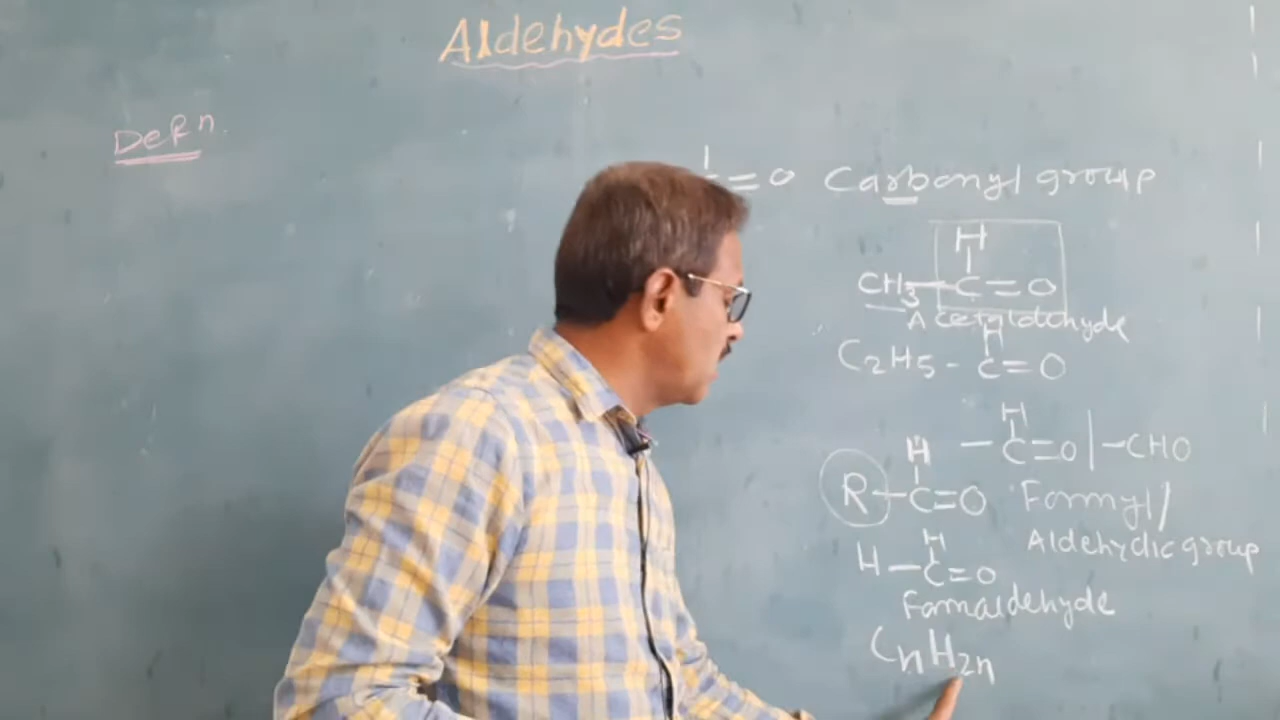 Aldehydes
Defn.
=O Carbonyl group
H
CH3-C=O
Acetaldehyde
H
C2H5-C=O
H
-C=O|-CHO
H
R-C=O Formyl/
Aldehydic group
H
H-C=O
Formaldehyde
CnH2n